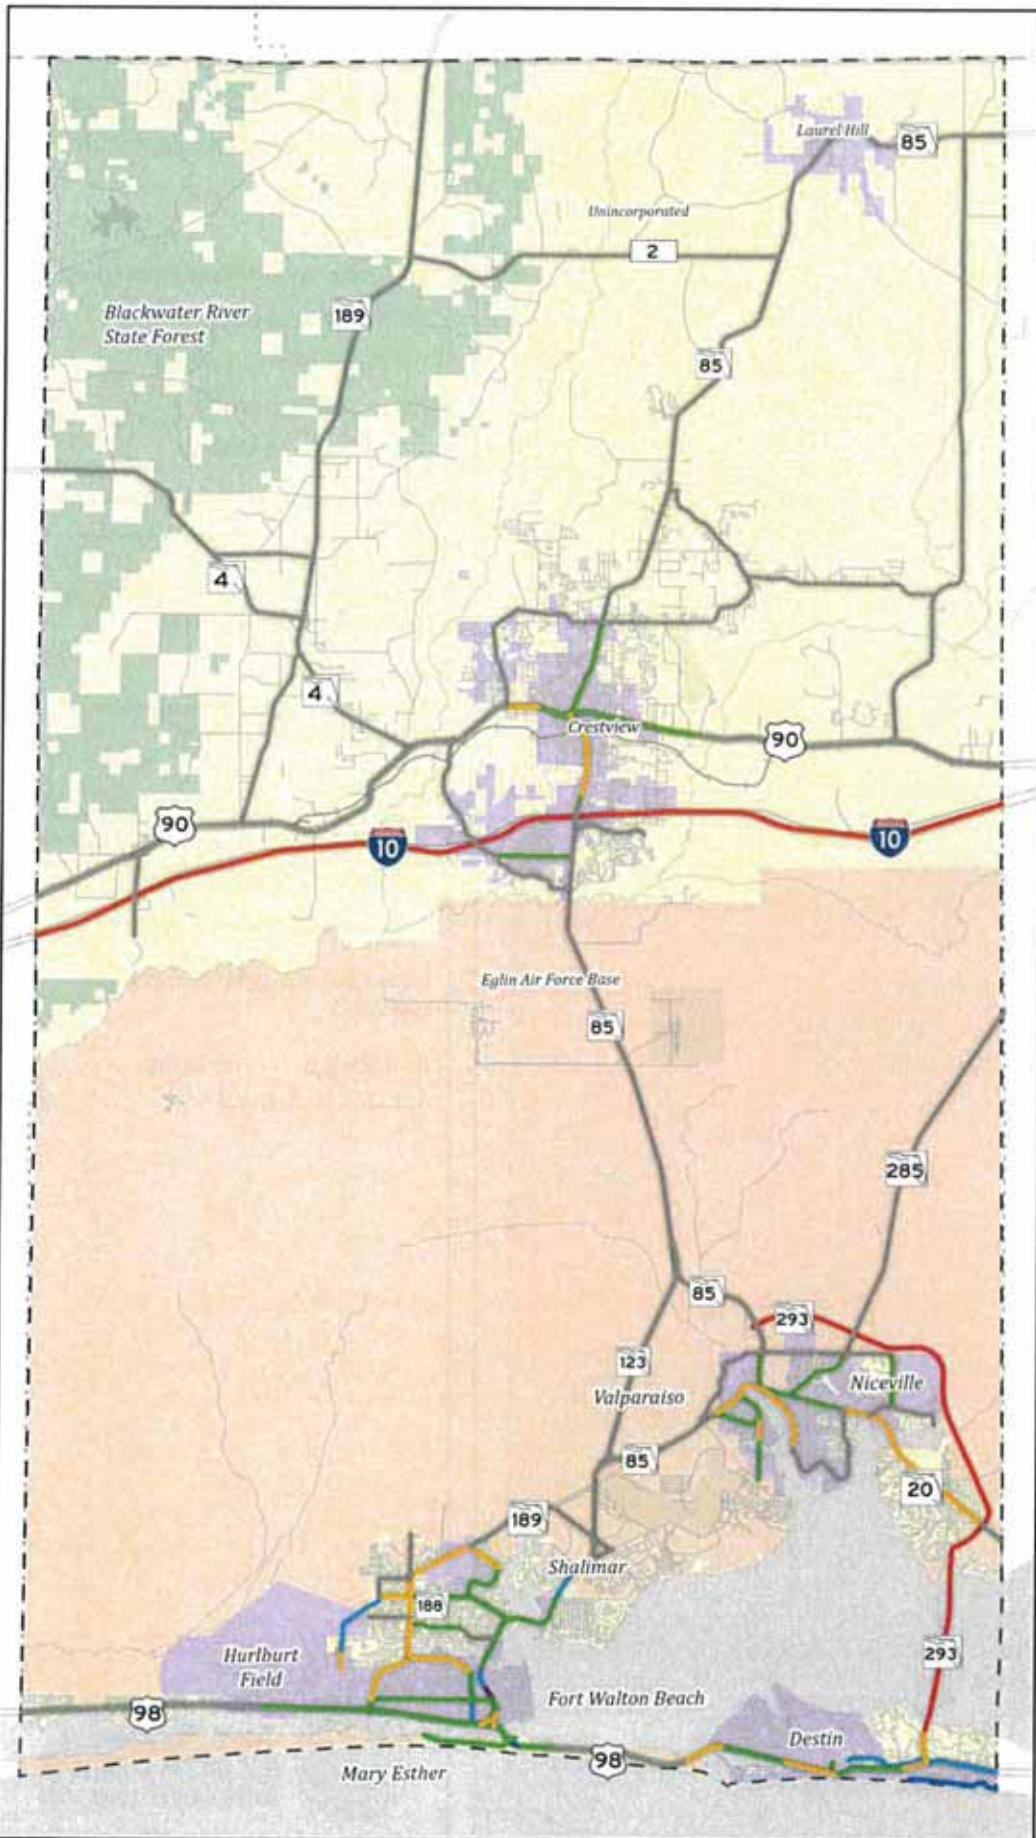 Laurel Hill
85
Unincorporated
2
Blackwater River
State Forest
189
85
4
4
Crestview
90
90
10
10
Eglin Air Force Base
85
285
85
293
123
Niceville
Valparaiso
85
20
189
Shalimar
188
Hurlburt
Field
293
Fort Walton Beach
98
Destin
98
Mary Esther